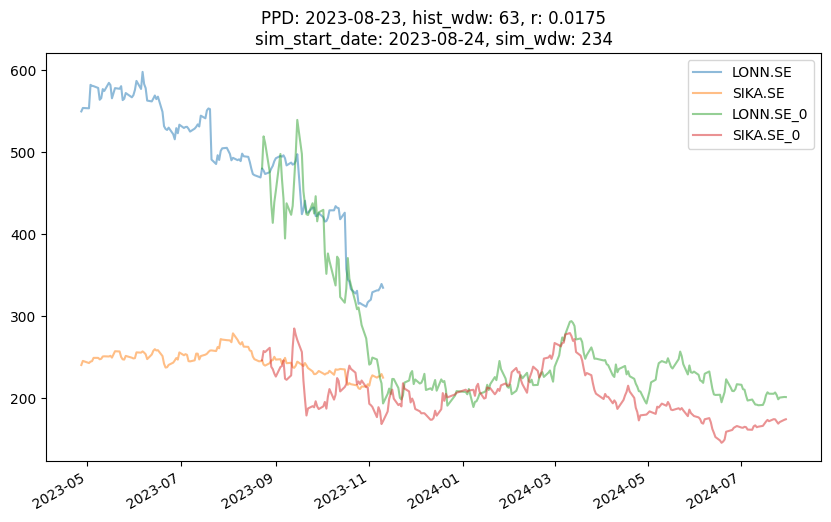 PPD: 2023-08-23, hist_wdw: 63, r: 0.0175
sim_start_date: 2023-08-24, sim_wdw: 234
LONN.SE
SIKA.SE
LONN.SE_0
SIKA.SE_0
600
500
400
300
200
2023-05
2023-07
2023-09
2023-11
2024-01
2024-03
2024-05
2024-07